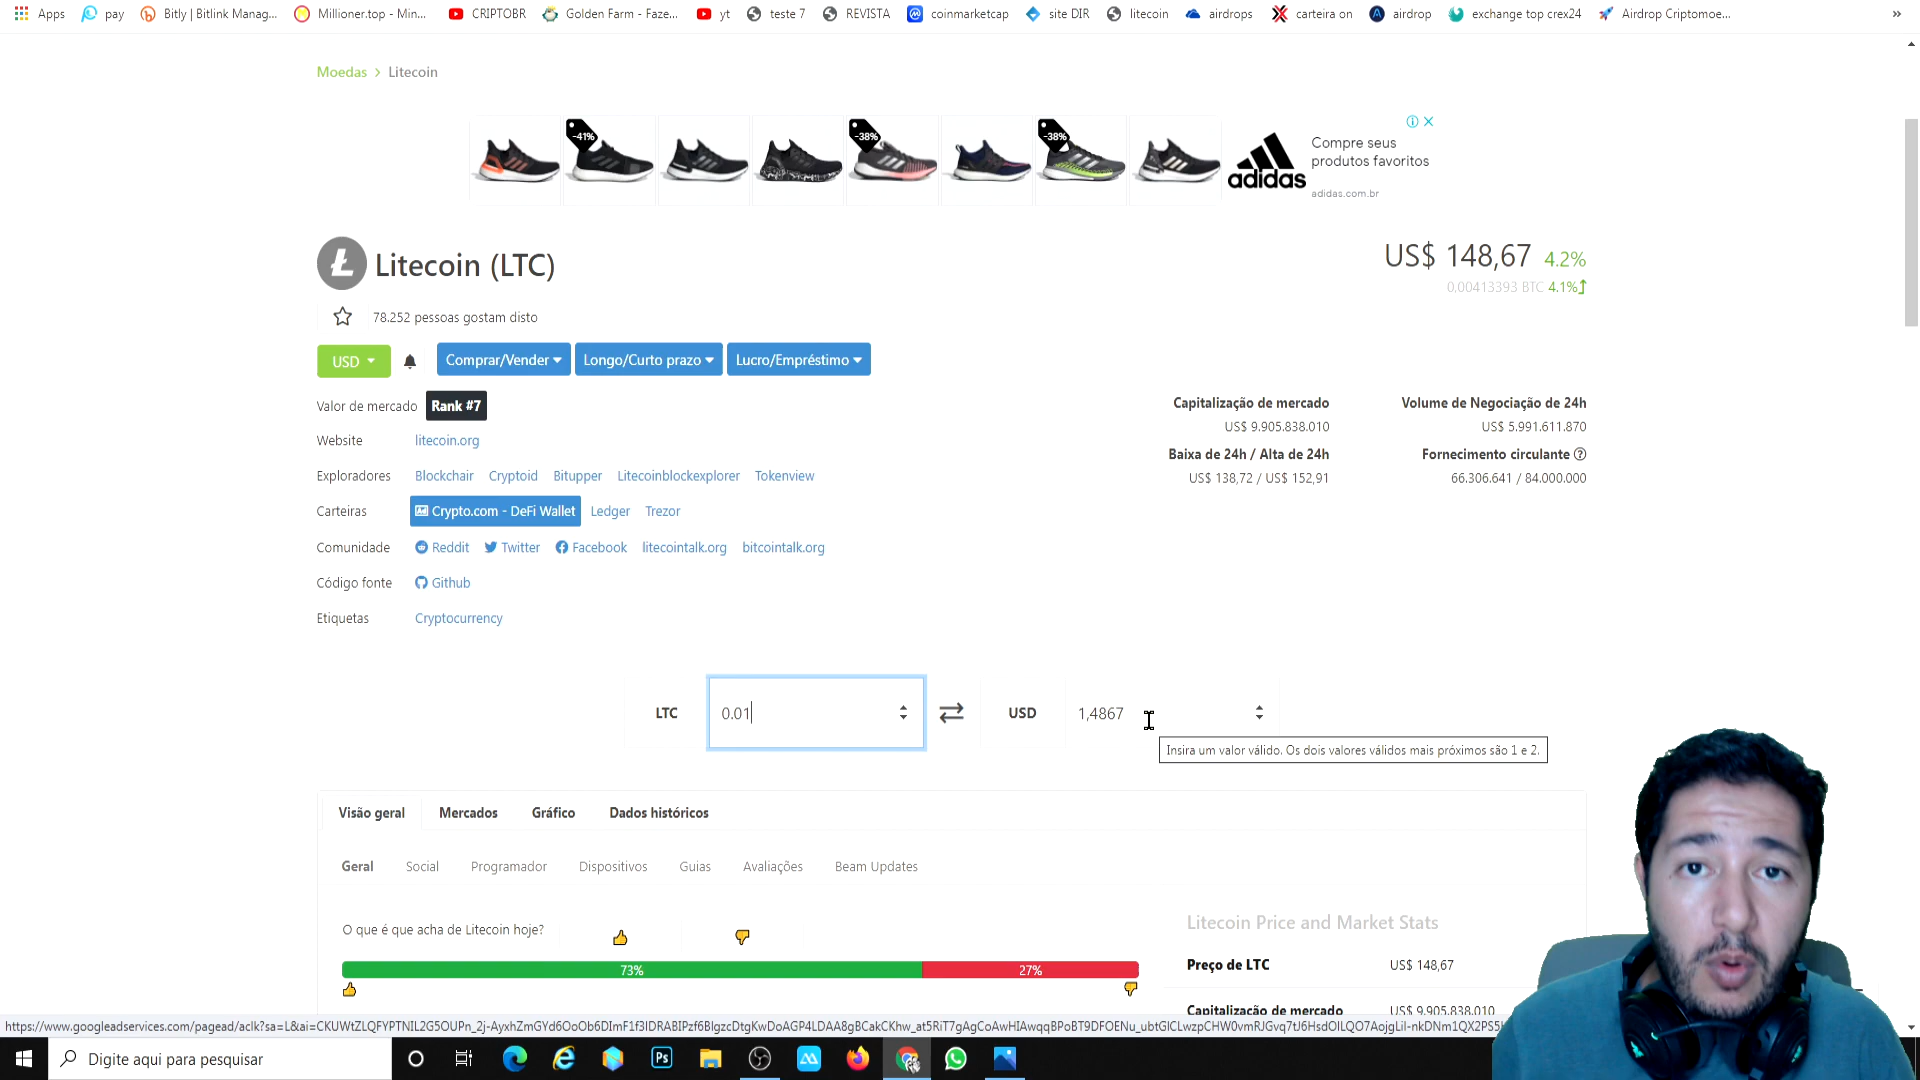 Apps pay Bitly | Bitlink Manag... Millioner.top - Min... CRIPTOBR Golden Farm - Faze... yt teste 7 REVISTA coinmarketcap site DIR litecoin airdrops carteira on airdrop exchange top crex24 Airdrop Criptomoe... »
Moedas > Litecoin
-41% -38% -38%
adidas
Compre seus
produtos favoritos
adidas.com.br
Litecoin (LTC)
US$ 148,67 4.2%
0,00413393 BTC 4.1%
78.252 pessoas gostam disto
USD Comprar/Vender Longo/Curto prazo Lucro/Empréstimo
Valor de mercado Rank #7
Capitalização de mercado Volume de Negociação de 24h
US$ 9.905.838.010 US$ 5.991.611.870
Website litecoin.org
Baixa de 24h / Alta de 24h Fornecimento circulante
US$ 138,72 / US$ 152,91 66.306.641 / 84.000.000
Exploradores Blockchair Cryptoid Bitupper Litecoinblockexplorer Tokenview
Carteiras Crypto.com - DeFi Wallet Ledger Trezor
Comunidade Reddit Twitter Facebook litecointalk.org bitcointalk.org
Código fonte Github
Etiquetas Cryptocurrency
LTC 0.01 USD 1,4867
Insira um valor válido. Os dois valores válidos mais próximos são 1 e 2.
Visão geral Mercados Gráfico Dados históricos
Geral Social Programador Dispositivos Guias Avaliações Beam Updates
O que é que acha de Litecoin hoje?
73% 27%
Litecoin Price and Market Stats
Preço de LTC US$ 148,67
Capitalização de mercado US$ 9.905.838.010
Digite aqui para pesquisar
Ps